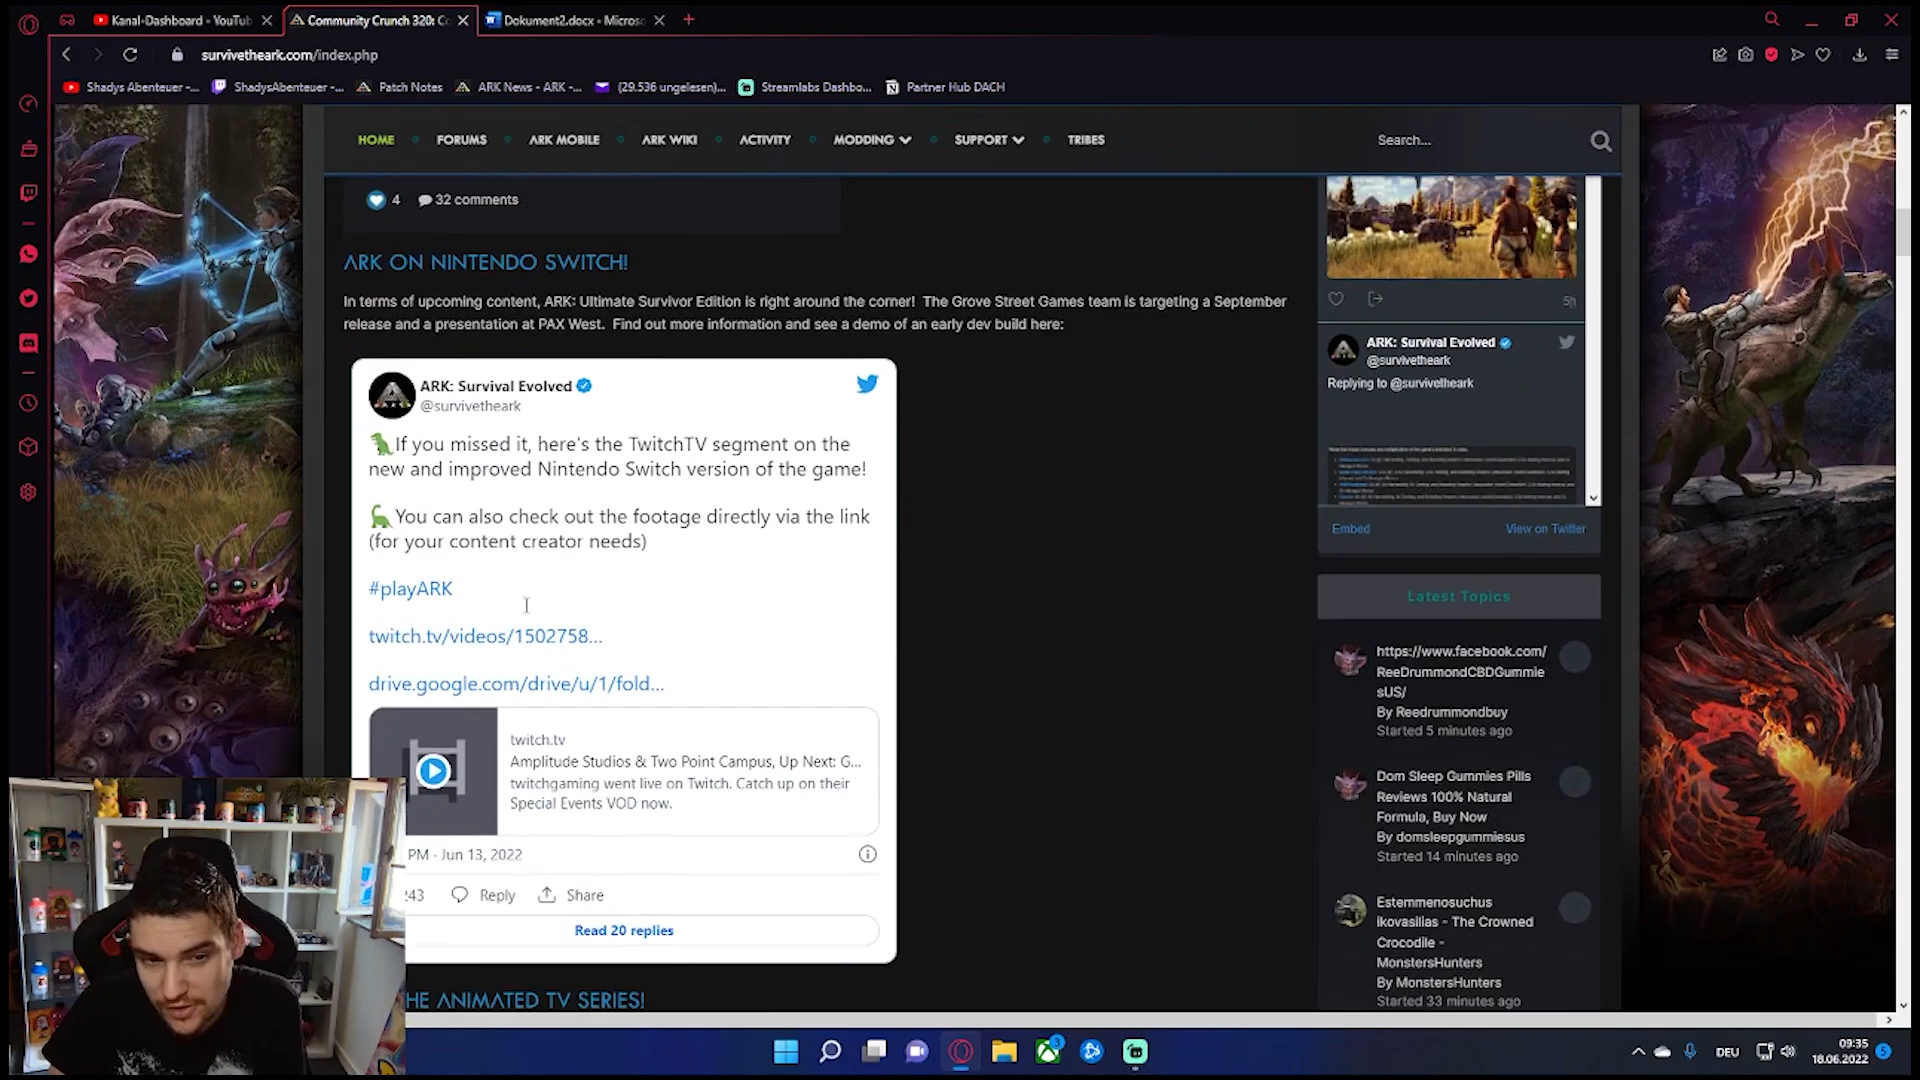 Kanal-Dashboard - YouTub
Community Crunch 320: Co
Dokument2.docx - Microso
survivetheark.com/index.php
Shadys Abenteuer -...
ShadysAbenteuer -...
Patch Notes
ARK News - ARK -...
(29.536 ungelesen)...
Streamlabs Dashbo...
Partner Hub DACH
HOME
FORUMS
ARK MOBILE
ARK WIKI
ACTIVITY
MODDING
SUPPORT
TRIBES
Search...
4
32 comments
ARK ON NINTENDO SWITCH!
In terms of upcoming content, ARK: Ultimate Survivor Edition is right around the corner! The Grove Street Games team is targeting a September
release and a presentation at PAX West. Find out more information and see a demo of an early dev build here:
ARK: Survival Evolved
@survivetheark
If you missed it, here's the TwitchTV segment on the
new and improved Nintendo Switch version of the game!
You can also check out the footage directly via the link
(for your content creator needs)
#playARK
twitch.tv/videos/1502758...
drive.google.com/drive/u/1/fold...
twitch.tv
Amplitude Studios & Two Point Campus, Up Next: G...
twitchgaming went live on Twitch. Catch up on their
Special Events VOD now.
PM · Jun 13, 2022
243
Reply
Share
Read 20 replies
HE ANIMATED TV SERIES!
5h
ARK: Survival Evolved
@survivetheark
Replying to @survivetheark
Embed
View on Twitter
Latest Topics
https://www.facebook.com/
ReeDrummondCBDGummie
sUS/
By Reedrummondbuy
Started 5 minutes ago
Dom Sleep Gummies Pills
Reviews 100% Natural
Formula, Buy Now
By domsleepgummiesus
Started 14 minutes ago
Estemmenosuchus
ikovasilias - The Crowned
Crocodile -
MonstersHunters
By MonstersHunters
Started 33 minutes ago
3
DEU
09:35
18.06.2022
5